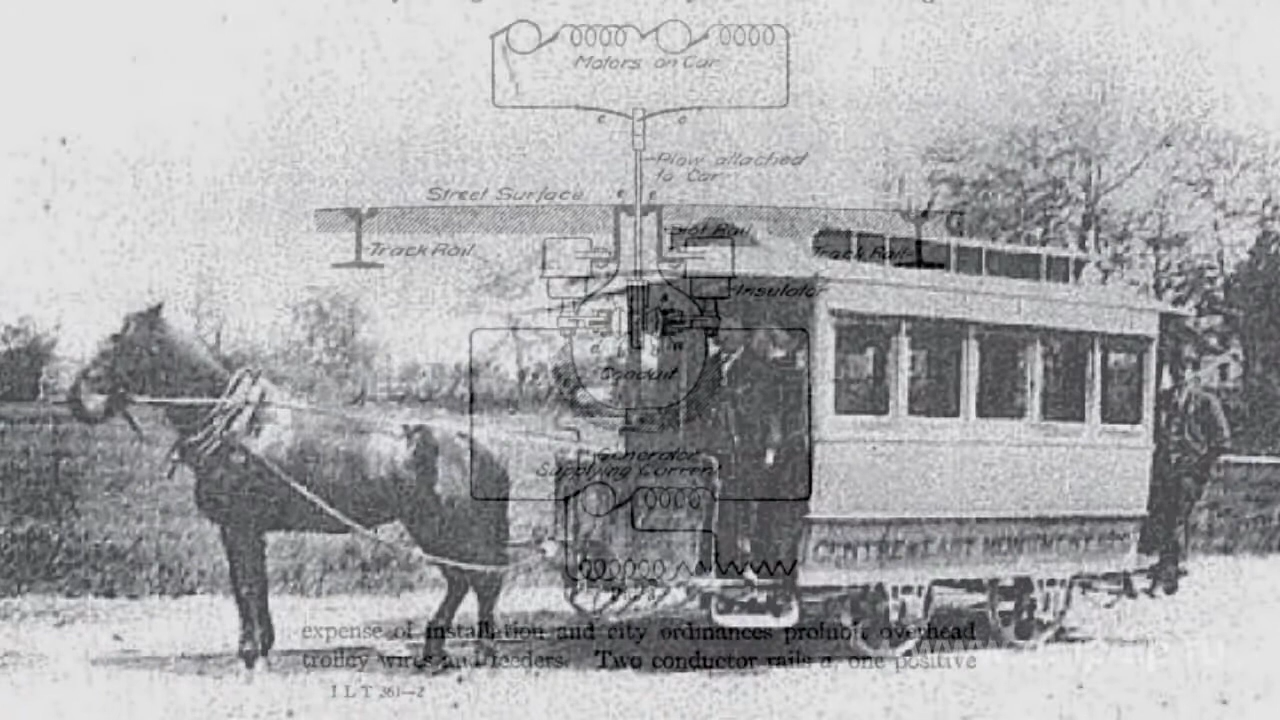 Motors on Car
c c
Plow attached
to Car
Street Surface e e
Slot Rail
Track Rail
Track Rail
Insulator
Conduit
Generator
Supplying Current
expense of installation and city ordinances prohibit overhead
trolley wires and feeders. Two conductor rails a, one positive
I L T 361—2